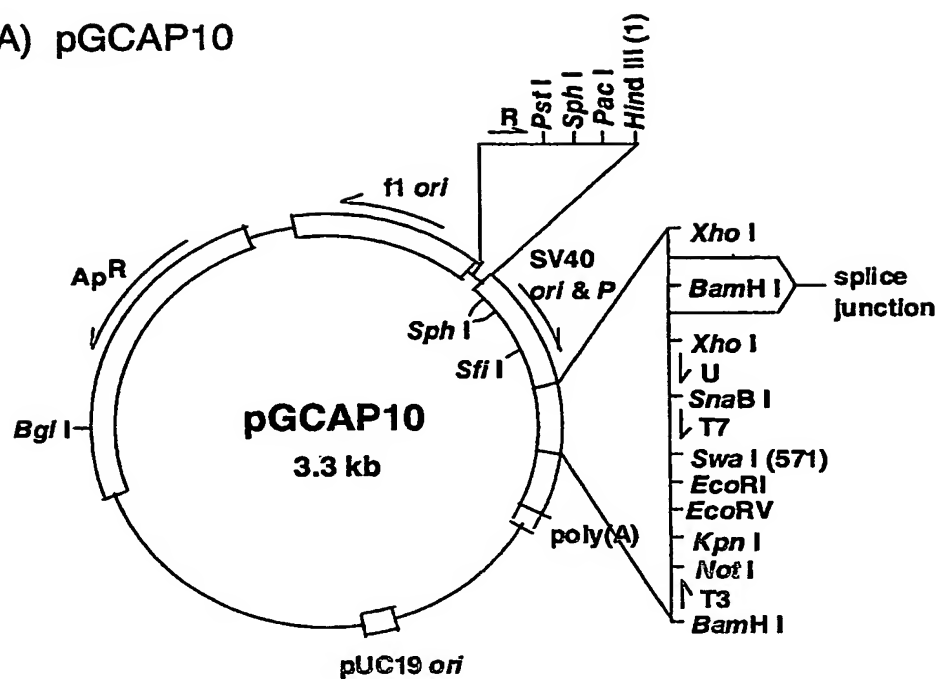 A) pGCAP10
R
Pst I
Sph I
Pac I
Hind III (1)
f1 ori
SV40
ori & P
ApR
Sph I
Sfi I
Bgl I
pGCAP10
3.3 kb
poly(A)
pUC19 ori
Xho I
BamH I
splice
junction
Xho I
U
SnaB I
T7
Swa I (571)
EcoRI
EcoRV
Kpn I
Not I
T3
BamH I